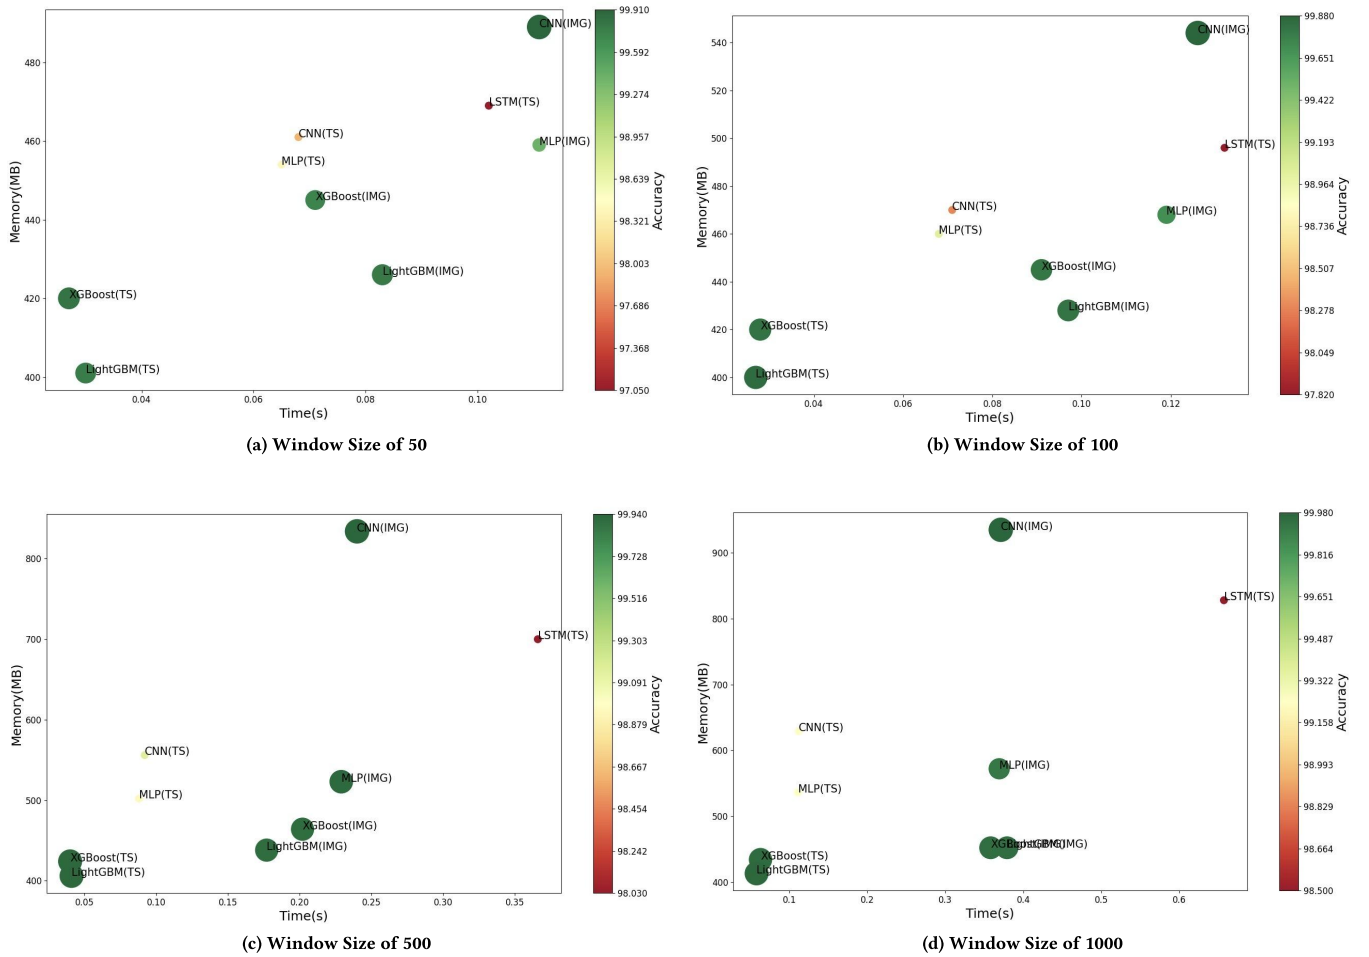 CNN(IMG)
LSTM(TS)
CNN(TS)
MLP(IMG)
MLP(TS)
XGBoost(IMG)
LightGBM(IMG)
XGBoost(TS)
LightGBM(TS)
480
460
440
420
400
Memory(MB)
0.04
0.06
0.08
0.10
Time(s)
99.910
99.592
99.274
98.957
98.639
98.321
98.003
97.686
97.368
97.050
Accuracy
(a) Window Size of 50
CNN(IMG)
LSTM(TS)
CNN(TS)
MLP(IMG)
MLP(TS)
XGBoost(IMG)
LightGBM(IMG)
XGBoost(TS)
LightGBM(TS)
540
520
500
480
460
440
420
400
Memory(MB)
0.04
0.06
0.08
0.10
0.12
Time(s)
99.880
99.651
99.422
99.193
98.964
98.736
98.507
98.278
98.049
97.820
Accuracy
(b) Window Size of 100
CNN(IMG)
LSTM(TS)
CNN(TS)
MLP(IMG)
MLP(TS)
XGBoost(IMG)
LightGBM(IMG)
XGBoost(TS)
LightGBM(TS)
800
700
600
500
400
Memory(MB)
0.05
0.10
0.15
0.20
0.25
0.30
0.35
Time(s)
99.940
99.728
99.516
99.303
99.091
98.879
98.667
98.454
98.242
98.030
Accuracy
(c) Window Size of 500
CNN(IMG)
LSTM(TS)
CNN(TS)
MLP(IMG)
MLP(TS)
XGBoost(IMG)
LightGBM(IMG)
XGBoost(TS)
LightGBM(TS)
900
800
700
600
500
400
Memory(MB)
0.1
0.2
0.3
0.4
0.5
0.6
Time(s)
99.980
99.816
99.651
99.487
99.322
99.158
98.993
98.829
98.664
98.500
Accuracy
(d) Window Size of 1000